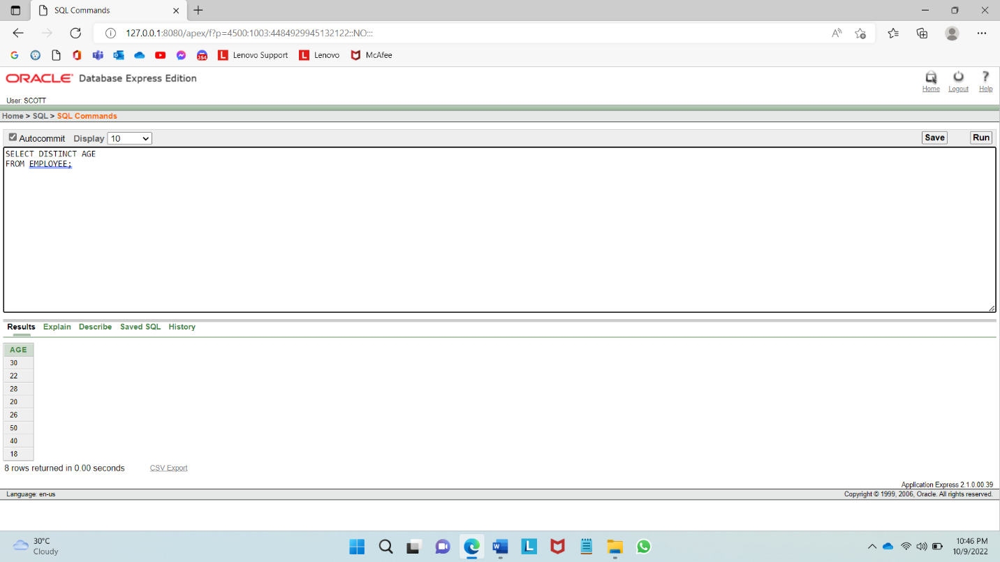 SQL Commands
127.0.0.1:8080/apex/f?p=4500:1003:4484929945132122::NO:::
G 354 L Lenovo Support L Lenovo McAfee
ORACLE Database Express Edition
Home Logout Help
User: SCOTT
Home > SQL > SQL Commands
Autocommit Display 10 Save Run
SELECT DISTINCT AGE
FROM EMPLOYEE;
Results Explain Describe Saved SQL History
AGE
30
22
28
20
26
50
40
18
8 rows returned in 0.00 seconds CSV Export
Application Express 2.1.0.00.39
Language: en-us Copyright © 1999, 2006, Oracle. All rights reserved.
30°C
Cloudy
10:46 PM
10/9/2022